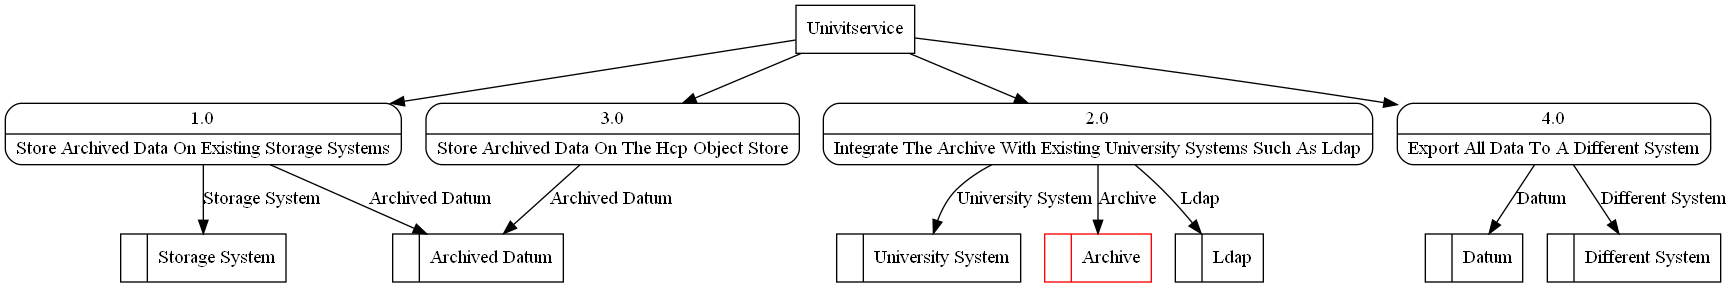 Univitservice
1.0
Store Archived Data On Existing Storage Systems
3.0
Store Archived Data On The Hcp Object Store
2.0
Integrate The Archive With Existing University Systems Such As Ldap
4.0
Export All Data To A Different System
Storage System
Archived Datum
Archived Datum
University System
Archive
Ldap
Datum
Different System
Storage System
Archived Datum
University System
Archive
Ldap
Datum
Different System